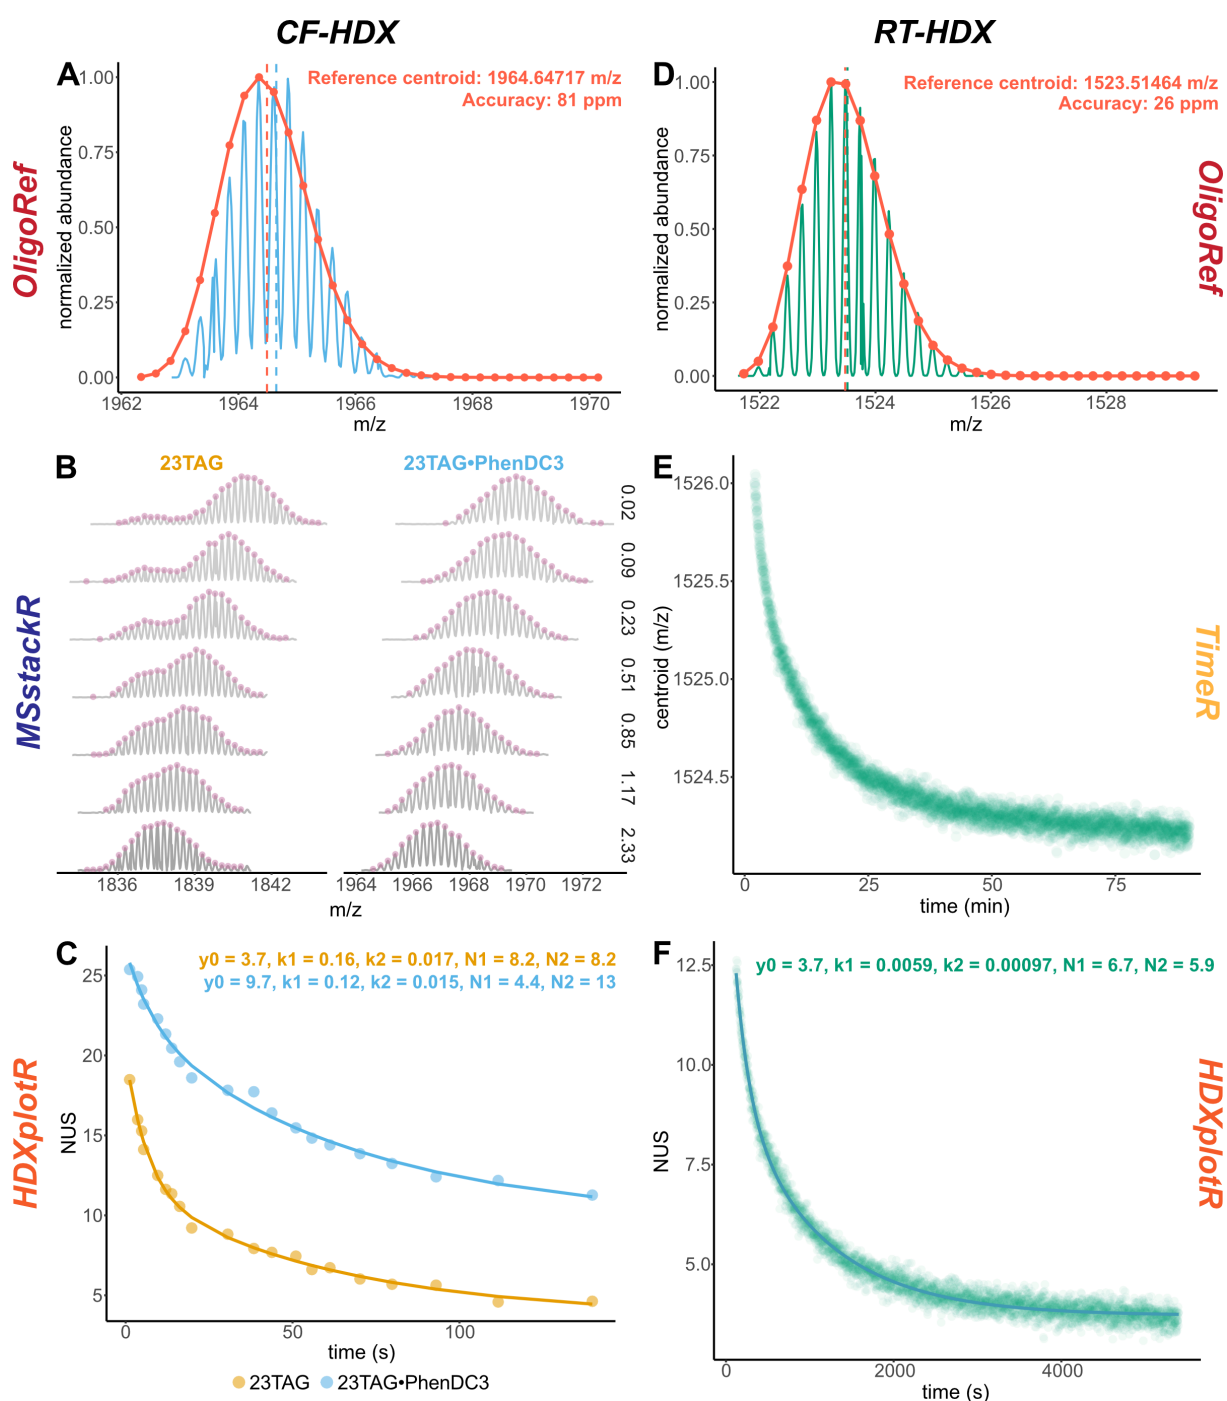 CF-HDX
RT-HDX
OligoRef
A
Reference centroid: 1964.64717 m/z
Accuracy: 81 ppm
normalized abundance
1.00
0.75
0.50
0.25
0.00
1962 1964 1966 1968 1970
m/z
D
Reference centroid: 1523.51464 m/z
Accuracy: 26 ppm
normalized abundance
1.00
0.75
0.50
0.25
0.00
1522 1524 1526 1528
m/z
OligoRef
MSstackR
B
23TAG
23TAG•PhenDC3
0.02
0.09
0.23
0.51
0.85
1.17
2.33
1836 1839 1842
1964 1966 1968 1970 1972
m/z
E
centroid (m/z)
1526.0
1525.5
1525.0
1524.5
0 25 50 75
time (min)
TimeR
HDXplotR
C
y0 = 3.7, k1 = 0.16, k2 = 0.017, N1 = 8.2, N2 = 8.2
y0 = 9.7, k1 = 0.12, k2 = 0.015, N1 = 4.4, N2 = 13
NUS
25
20
15
10
5
0 50 100
time (s)
23TAG 23TAG•PhenDC3
F
y0 = 3.7, k1 = 0.0059, k2 = 0.00097, N1 = 6.7, N2 = 5.9
NUS
12.5
10.0
7.5
5.0
0 2000 4000
time (s)
HDXplotR